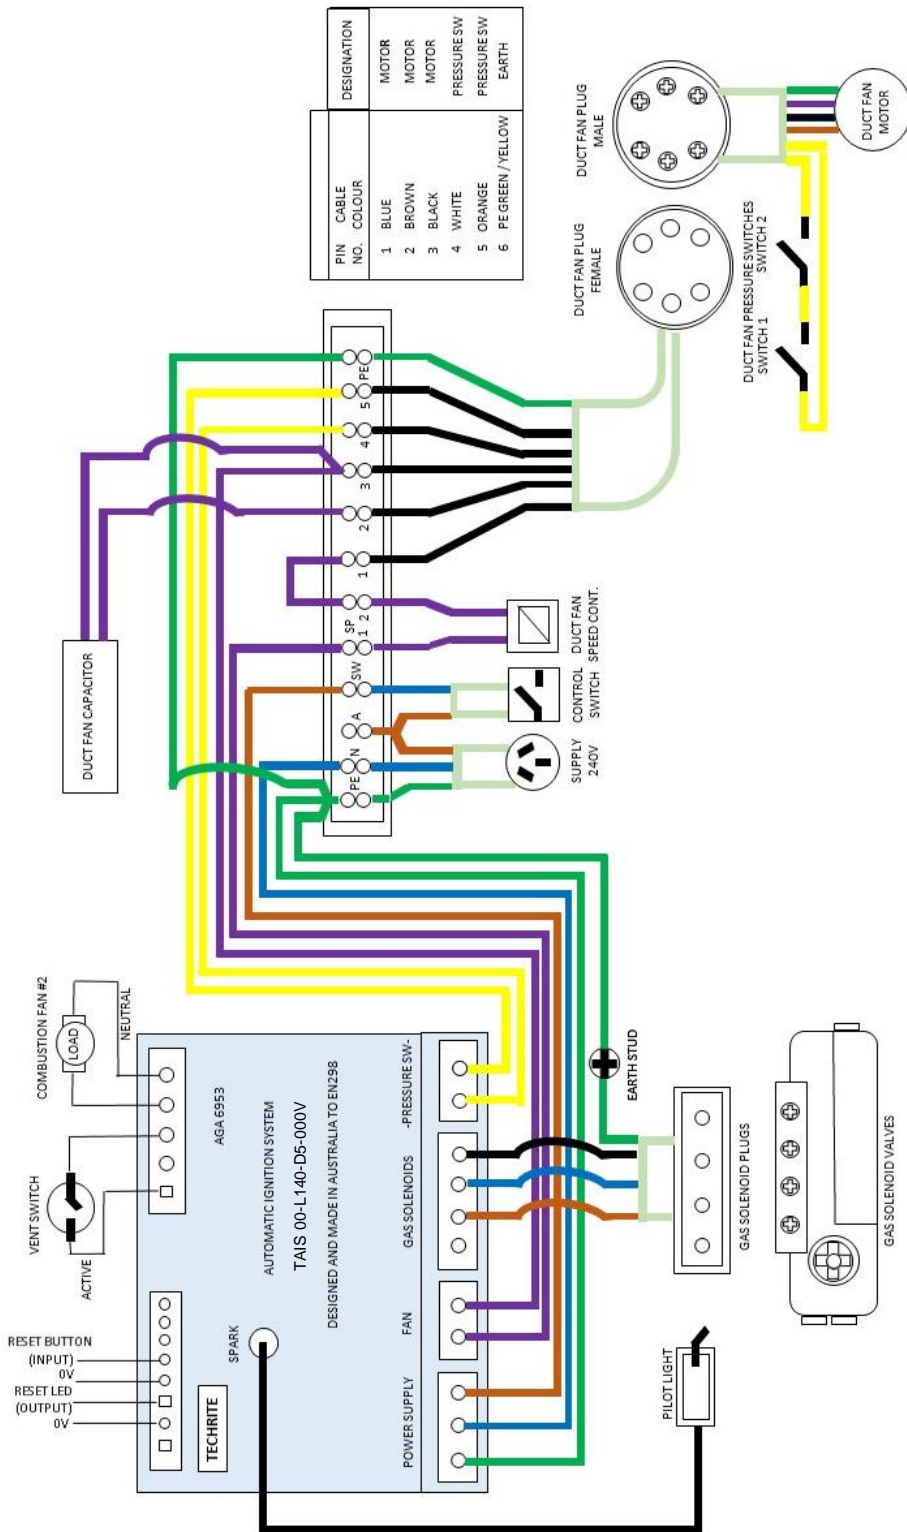 PIN NO.
CABLE COLOUR
DESIGNATION
1 BLUE MOTOR
2 BROWN MOTOR
3 BLACK MOTOR
4 WHITE PRESSURE SW
5 ORANGE PRESSURE SW
6 PE GREEN / YELLOW EARTH
DUCT FAN PLUG
MALE
DUCT FAN
MOTOR
DUCT FAN PLUG
FEMALE
DUCT FAN PRESSURE SWITCHES
SWITCH 1 SWITCH 2
DUCT FAN CAPACITOR
PE N A SW SP 1 2 1 2 3 4 5 PE
SUPPLY
240V
CONTROL
SWITCH
DUCT FAN
SPEED CONT.
COMBUSTION FAN #2
LOAD
NEUTRAL
VENT SWITCH
ACTIVE
RESET BUTTON
(INPUT)
0V
RESET LED
(OUTPUT)
0V
AGA 6953
AUTOMATIC IGNITION SYSTEM
TAIS 00-L140-D5-000V
DESIGNED AND MADE IN AUSTRALIA TO EN298
SPARK
TECHRITE
POWER SUPPLY
FAN
GAS SOLENOIDS
-PRESSURE SW-
EARTH STUD
PILOT LIGHT
GAS SOLENOID PLUGS
GAS SOLENOID VALVES